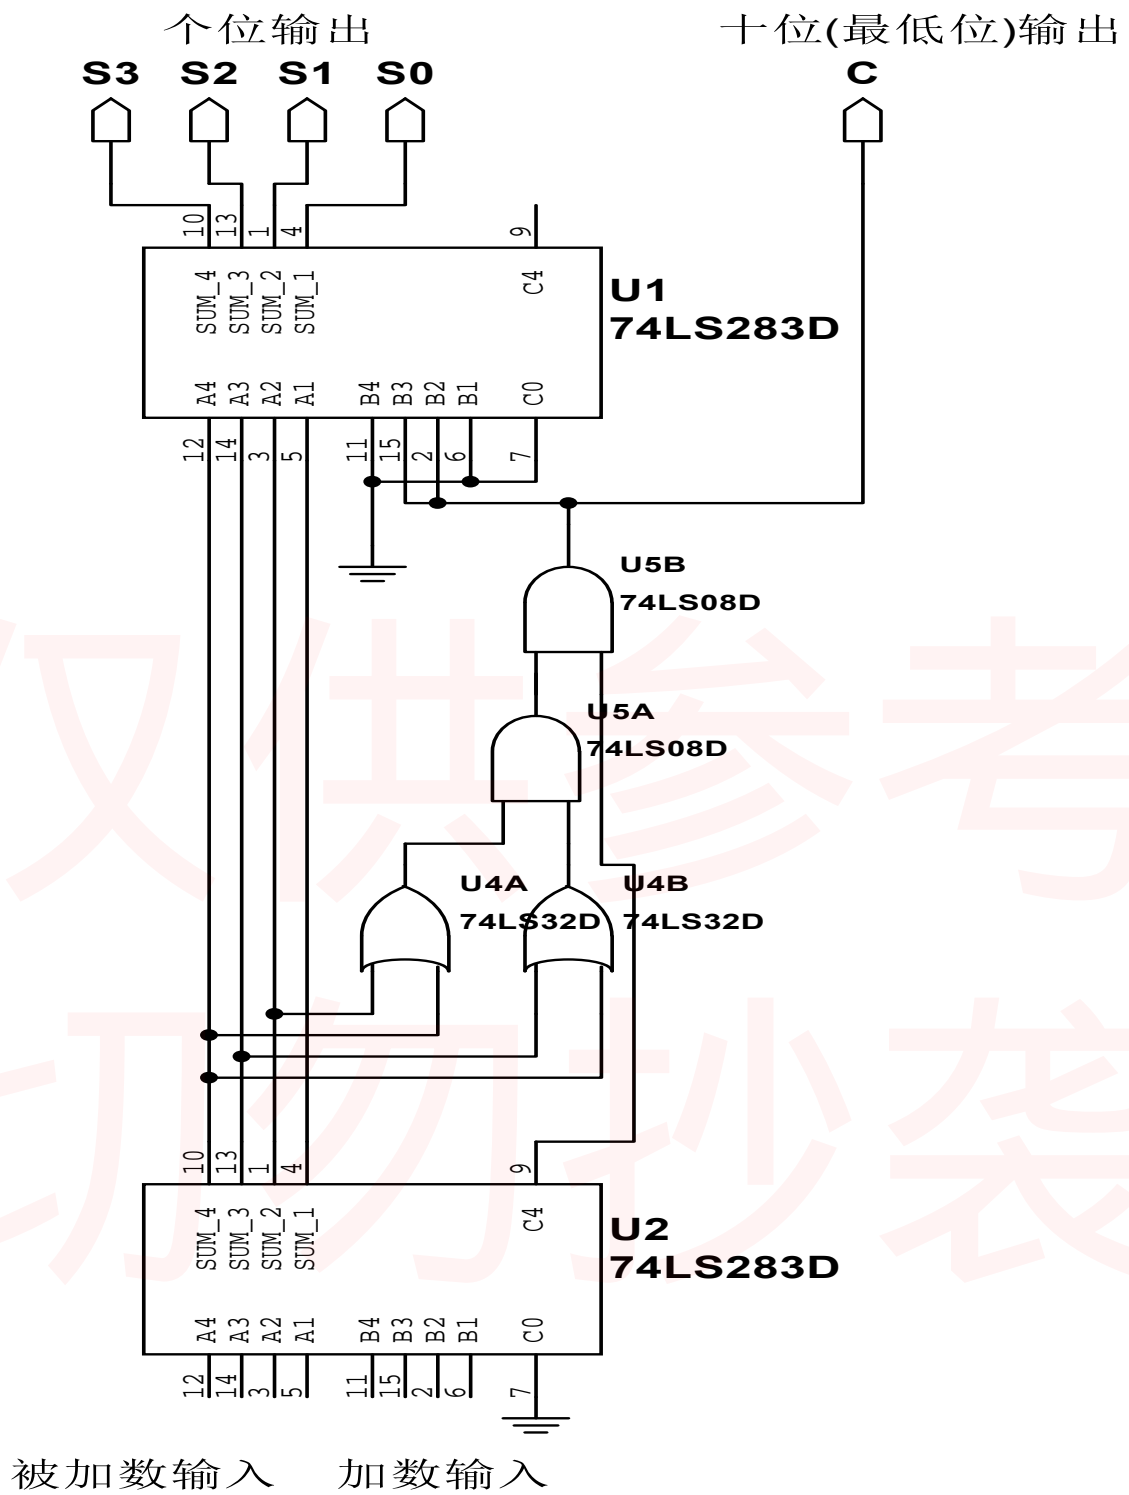 个位输出 十位(最低位)输出
S3 S2 S1 S0 C
10 13 1 4 9
SUM_4 SUM_3 SUM_2 SUM_1 C4
U1
74LS283D
A4 A3 A2 A1 B4 B3 B2 B1 C0
12 14 3 5 11 15 2 6 7
U5B
74LS08D
U5A
74LS08D
U4A U4B
74LS32D 74LS32D
10 13 1 4 9
SUM_4 SUM_3 SUM_2 SUM_1 C4
U2
74LS283D
A4 A3 A2 A1 B4 B3 B2 B1 C0
12 14 3 5 11 15 2 6 7
被加数输入 加数输入
仅供参考
切勿抄袭